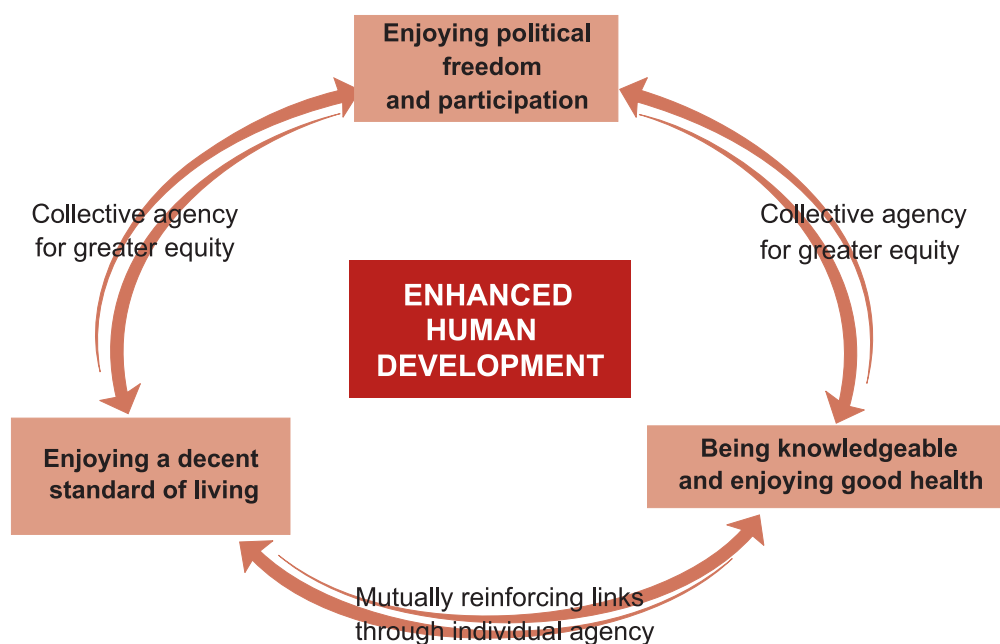 Enjoying political
freedom
and participation
Collective agency
for greater equity
Collective agency
for greater equity
ENHANCED
HUMAN
DEVELOPMENT
Enjoying a decent
standard of living
Being knowledgeable
and enjoying good health
Mutually reinforcing links
through individual agency